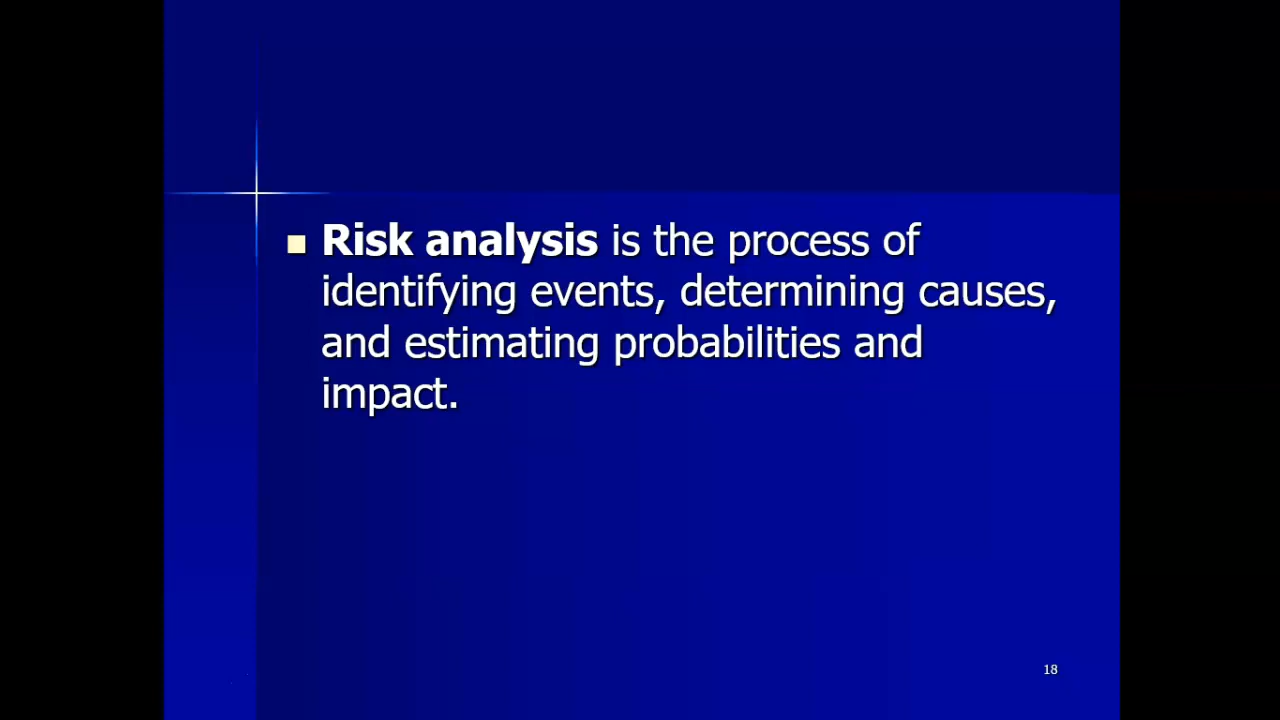 Risk analysis is the process of
identifying events, determining causes,
and estimating probabilities and
impact.
18